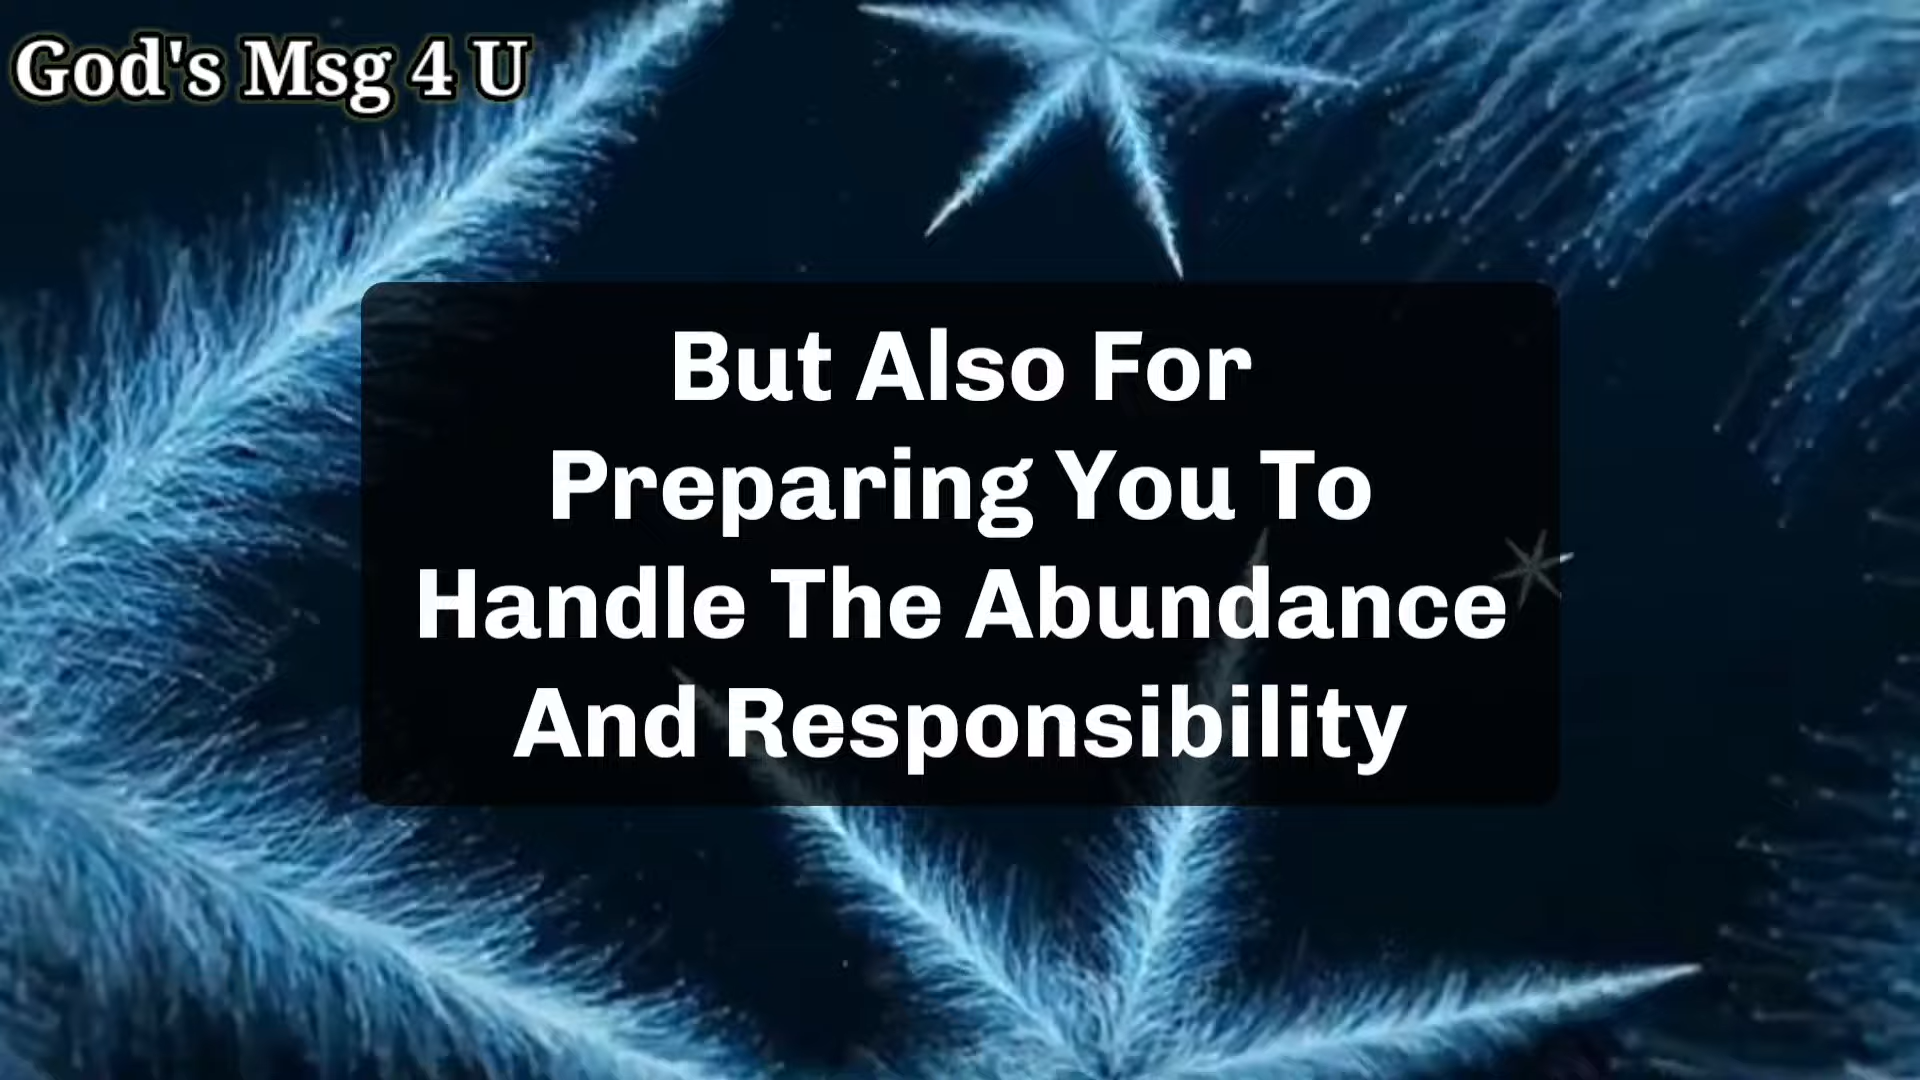 God's Msg 4 U
But Also For
Preparing You To
Handle The Abundance
And Responsibility